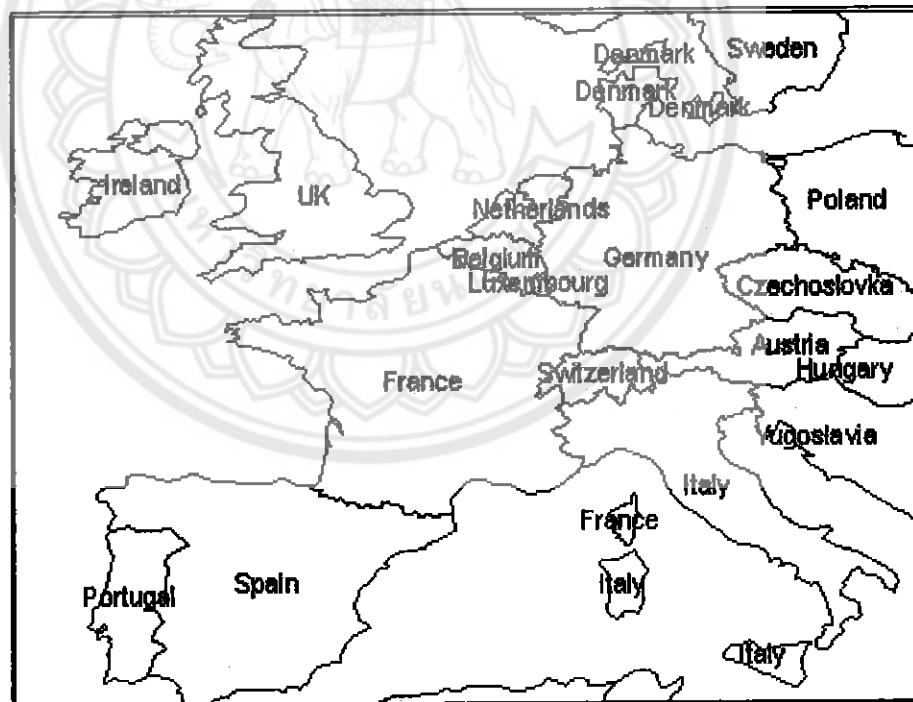 Denmark
Sweden
Denmark
Denmark
Ireland
UK
Netherlands
Poland
Belgium
Germany
Luxembourg
Czechoslovka
Austria
Hungary
France
Switzerland
Yugoslavia
Italy
France
Portugal
Spain
Italy
Italy